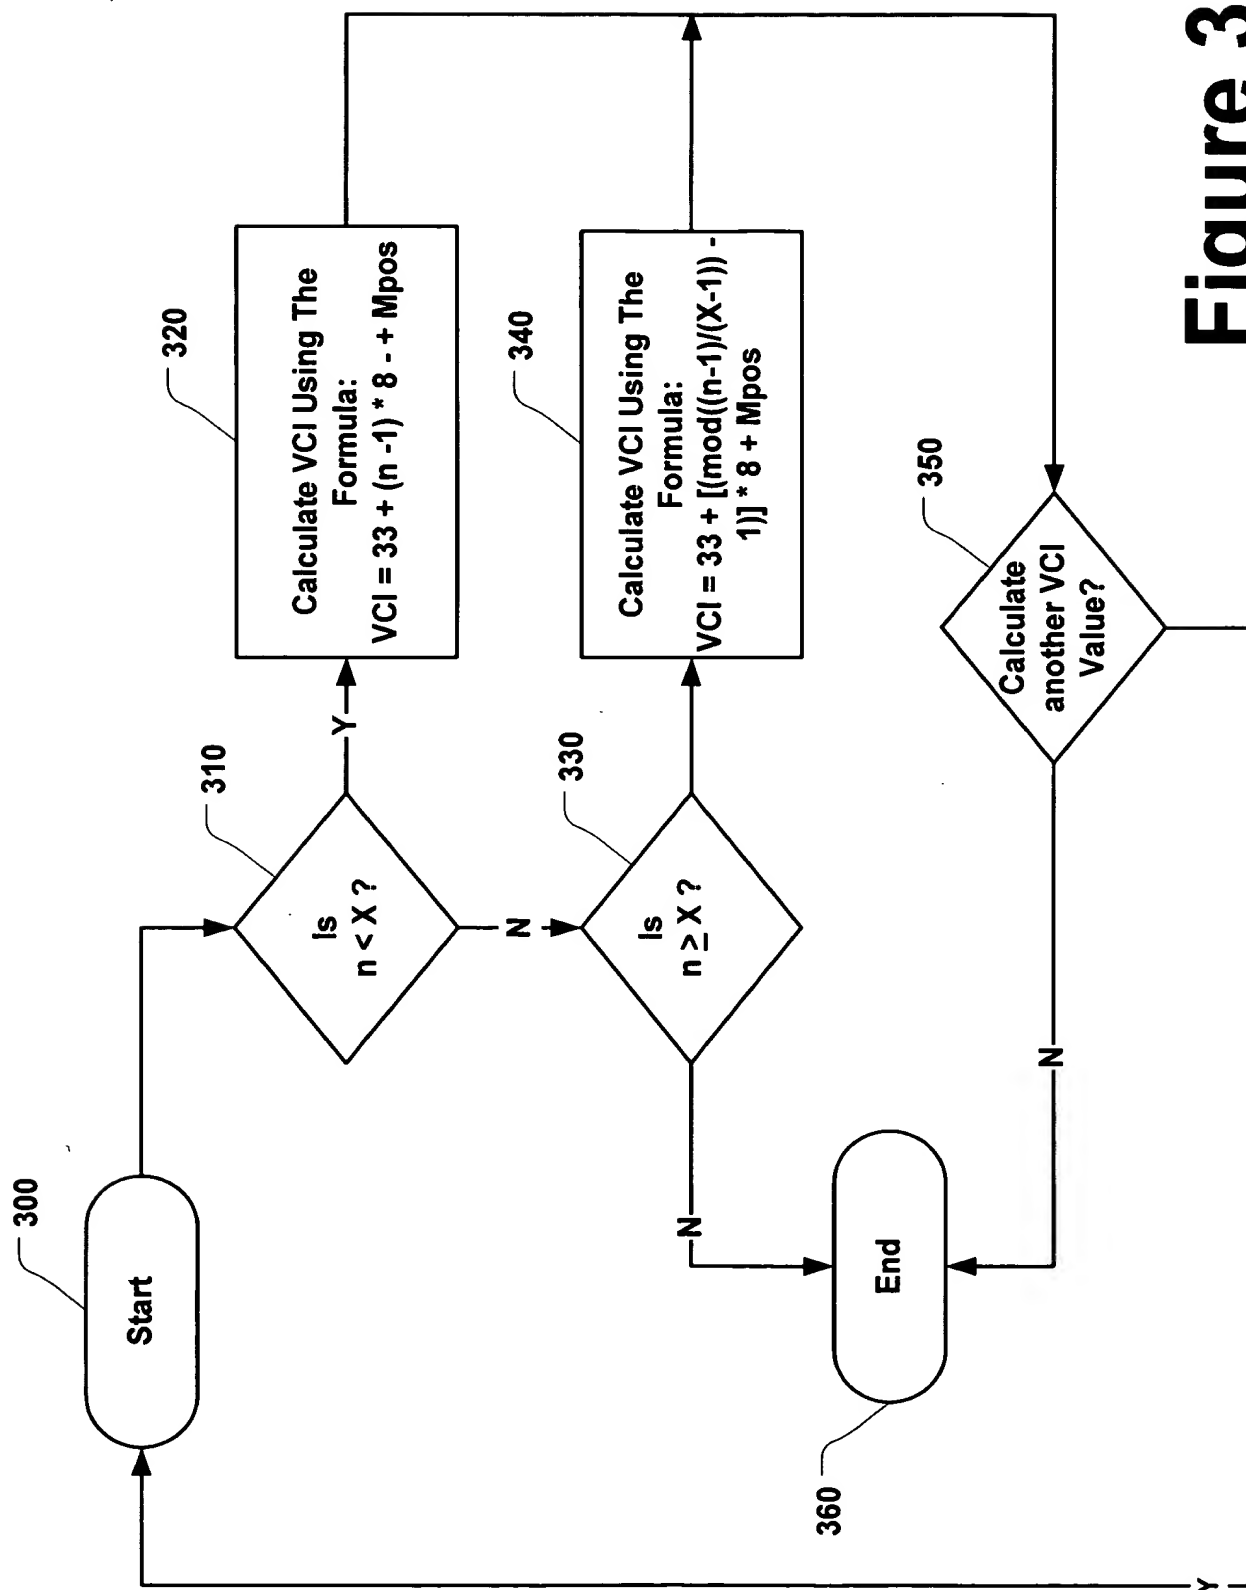 300
Start
310
Is
n < X ?
Y
320
Calculate VCI Using The
Formula:
VCI = 33 + (n -1) * 8 - + Mpos
N
330
Is
n ≥ X ?
340
Calculate VCI Using The
Formula:
VCI = 33 + [(mod((n-1)/(X-1)) -
1)] * 8 + Mpos
N
350
Calculate
another VCI
Value?
N
360
End
Y
Figure 3